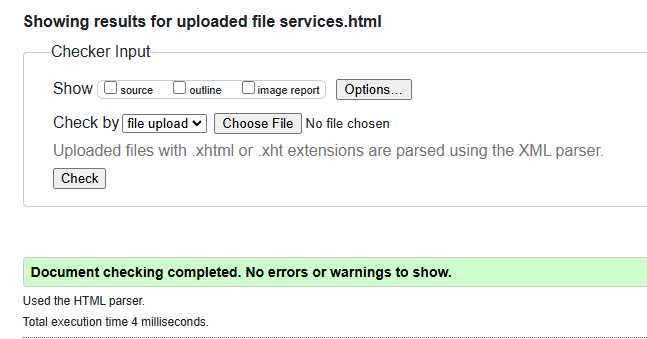 Showing results for uploaded file services.html
Checker Input
Show source outline image report Options...
Check by file upload Choose File No file chosen
Uploaded files with .xhtml or .xht extensions are parsed using the XML parser.
Check
Document checking completed. No errors or warnings to show.
Used the HTML parser.
Total execution time 4 milliseconds.